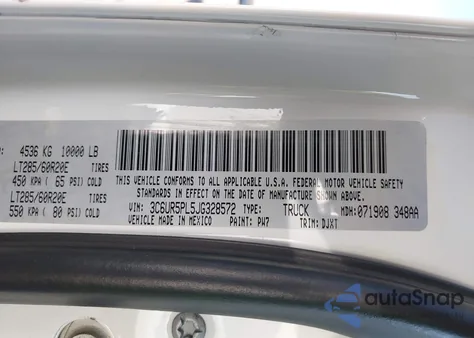 : 4536 KG 10000 LB
LT285/60R20E TIRES
450 KPA ( 65 PSI) COLD
LT285/60R20E TIRES
550 KPA ( 80 PSI) COLD
THIS VEHICLE CONFORMS TO ALL APPLICABLE U.S.A. FEDERAL MOTOR VEHICLE SAFETY
STANDARDS IN EFFECT ON THE DATE OF MANUFACTURE SHOWN ABOVE
VIN: 3C6UR5PL5JG328572 TYPE: TRUCK MDH: 071908 348AA
VEHICLE MADE IN MEXICO PAINT: PW7 TRIM: DJXT
autoSnap